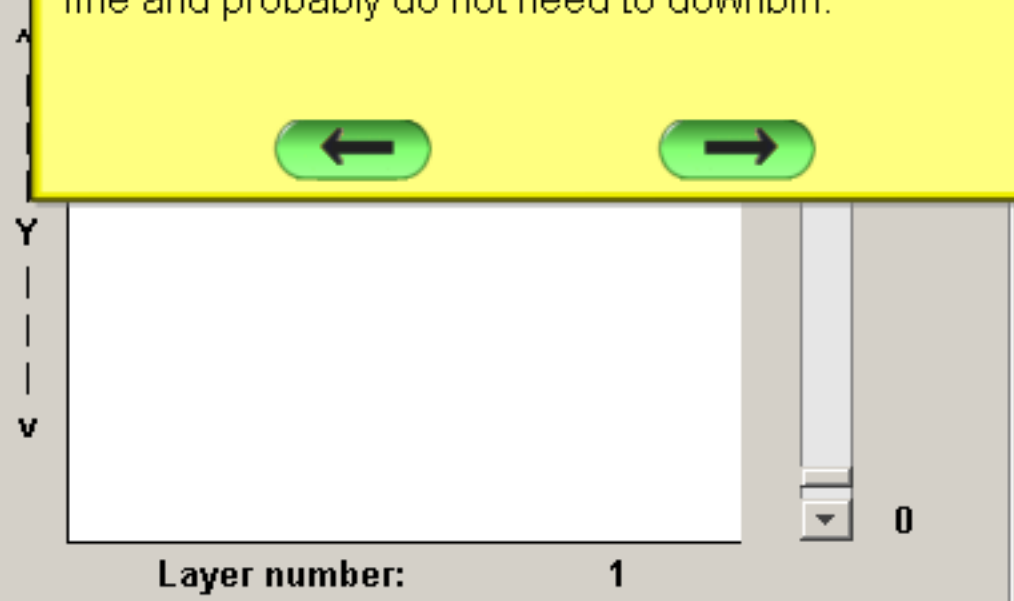 fine and probably do not need to downbin.
^
|
|
|
Y
|
|
|
v
0
Layer number: 1